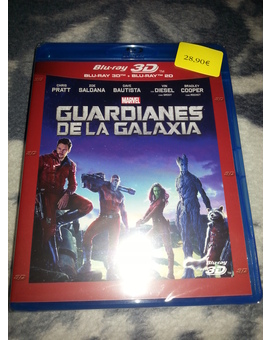 Blu-ray 3D
BLU-RAY 3D + BLU-RAY 2D
28,90€
CHRIS PRATT
ZOE SALDANA
DAVE BAUTISTA
VIN DIESEL
BRADLEY COOPER
MARVEL
GUARDIANES
DE LA GALAXIA
Blu-ray 3D